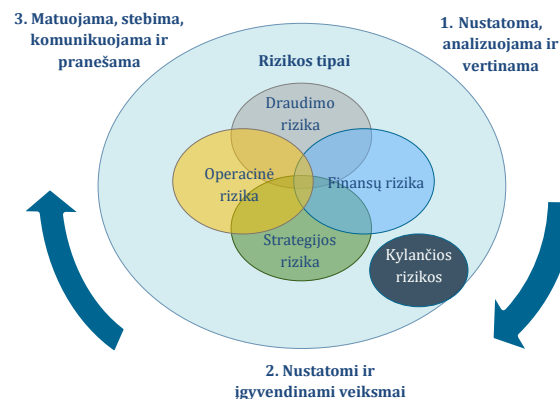 3. Matuojama, stebima,
komunikuojama ir
pranešama
1. Nustatoma,
analizuojama ir
vertinama
Rizikos tipai
Draudimo
rizika
Operacinė
rizika
Finansų rizika
Strategijos
rizika
Kylančios
rizikos
2. Nustatomi ir
įgyvendinami veiksmai